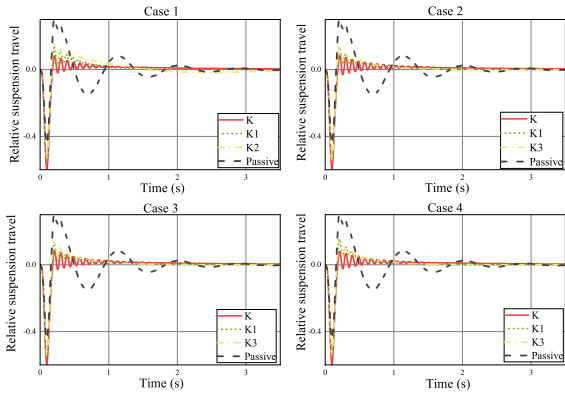 Case 1
Relative suspension travel
0.0
-0.4
K
K1
K2
Passive
0
1
2
3
Time (s)
Case 2
Relative suspension travel
0.0
-0.4
K
K1
K3
Passive
0
1
2
3
Time (s)
Case 3
Relative suspension travel
0.0
-0.4
K
K1
K3
Passive
0
1
2
3
Time (s)
Case 4
Relative suspension travel
0.0
-0.4
K
K1
K3
Passive
0
1
2
3
Time (s)